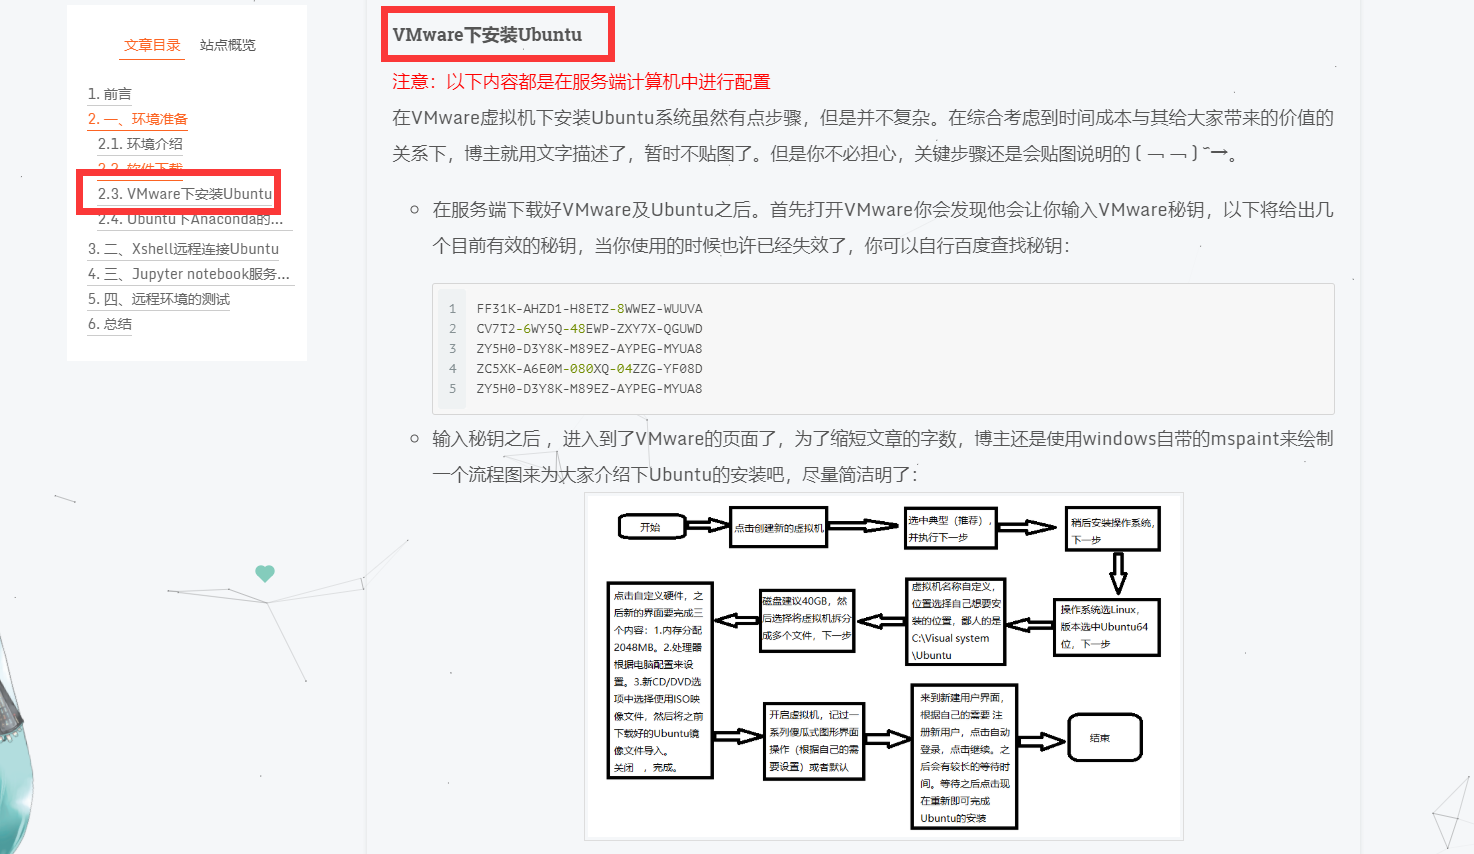 文章目录 站点概览
1. 前言
2. 一、环境准备
2.1. 环境介绍
2.2. 软件下载
2.3. VMware下安装Ubuntu
2.4. Ubuntu下Anaconda的...
3. 二、Xshell远程连接Ubuntu
4. 三、Jupyter notebook服务...
5. 四、远程环境的测试
6. 总结
VMware下安装Ubuntu
注意：以下内容都是在服务端计算机中进行配置
在VMware虚拟机下安装Ubuntu系统虽然有点步骤，但是并不复杂。在综合考虑到时间成本与其给大家带来的价值的
关系下，博主就用文字描述了，暂时不贴图了。但是你不必担心，关键步骤还是会贴图说明的 ( ￢ ￢ ) ˜→。
在服务端下载好VMware及Ubuntu之后。首先打开VMware你会发现他会让你输入VMware秘钥，以下将给出几
个目前有效的秘钥，当你使用的时候也许已经失效了，你可以自行百度查找秘钥：
1 FF31K-AHZD1-H8ETZ-8WWEZ-WUUVA
2 CV7T2-6WY5Q-48EWP-ZXY7X-QGUWD
3 ZY5H0-D3Y8K-M89EZ-AYPEG-MYUA8
4 ZC5XK-A6E0M-080XQ-04ZZG-YF08D
5 ZY5H0-D3Y8K-M89EZ-AYPEG-MYUA8
输入秘钥之后 ，进入到了VMware的页面了，为了缩短文章的字数，博主还是使用windows自带的mspaint来绘制
一个流程图来为大家介绍下Ubuntu的安装吧，尽量简洁明了：
开始
点击创建新的虚拟机
选中典型（推荐），
并执行下一步
稍后安装操作系统，
下一步
操作系统选Linux，
版本选中Ubuntu64
位，下一步
虚拟机名称自定义，
位置选择自己想要安
装的位置，鄙人的是
C:\Visual system
\Ubuntu
磁盘建议40GB，然
后选择将虚拟机拆分
成多个文件，下一步
点击自定义硬件，之
后新的界面要完成三
个内容：1.内存分配
2048MB。2.处理器
根据电脑配置来设
置。3.新CD/DVD选
项中选择使用ISO映
像文件，然后将之前
下载好的Ubuntu镜
像文件导入。
关闭 ，完成。
开启虚拟机，记过一
系列傻瓜式图形界面
操作（根据自己的需
要设置）或者默认
来到新建用户界面，
根据自己的需要 注
册新用户，点击自动
登录，点击继续。之
后会有较长的等待时
间。等待之后点击现
在重新即可完成
Ubuntu的安装
结束